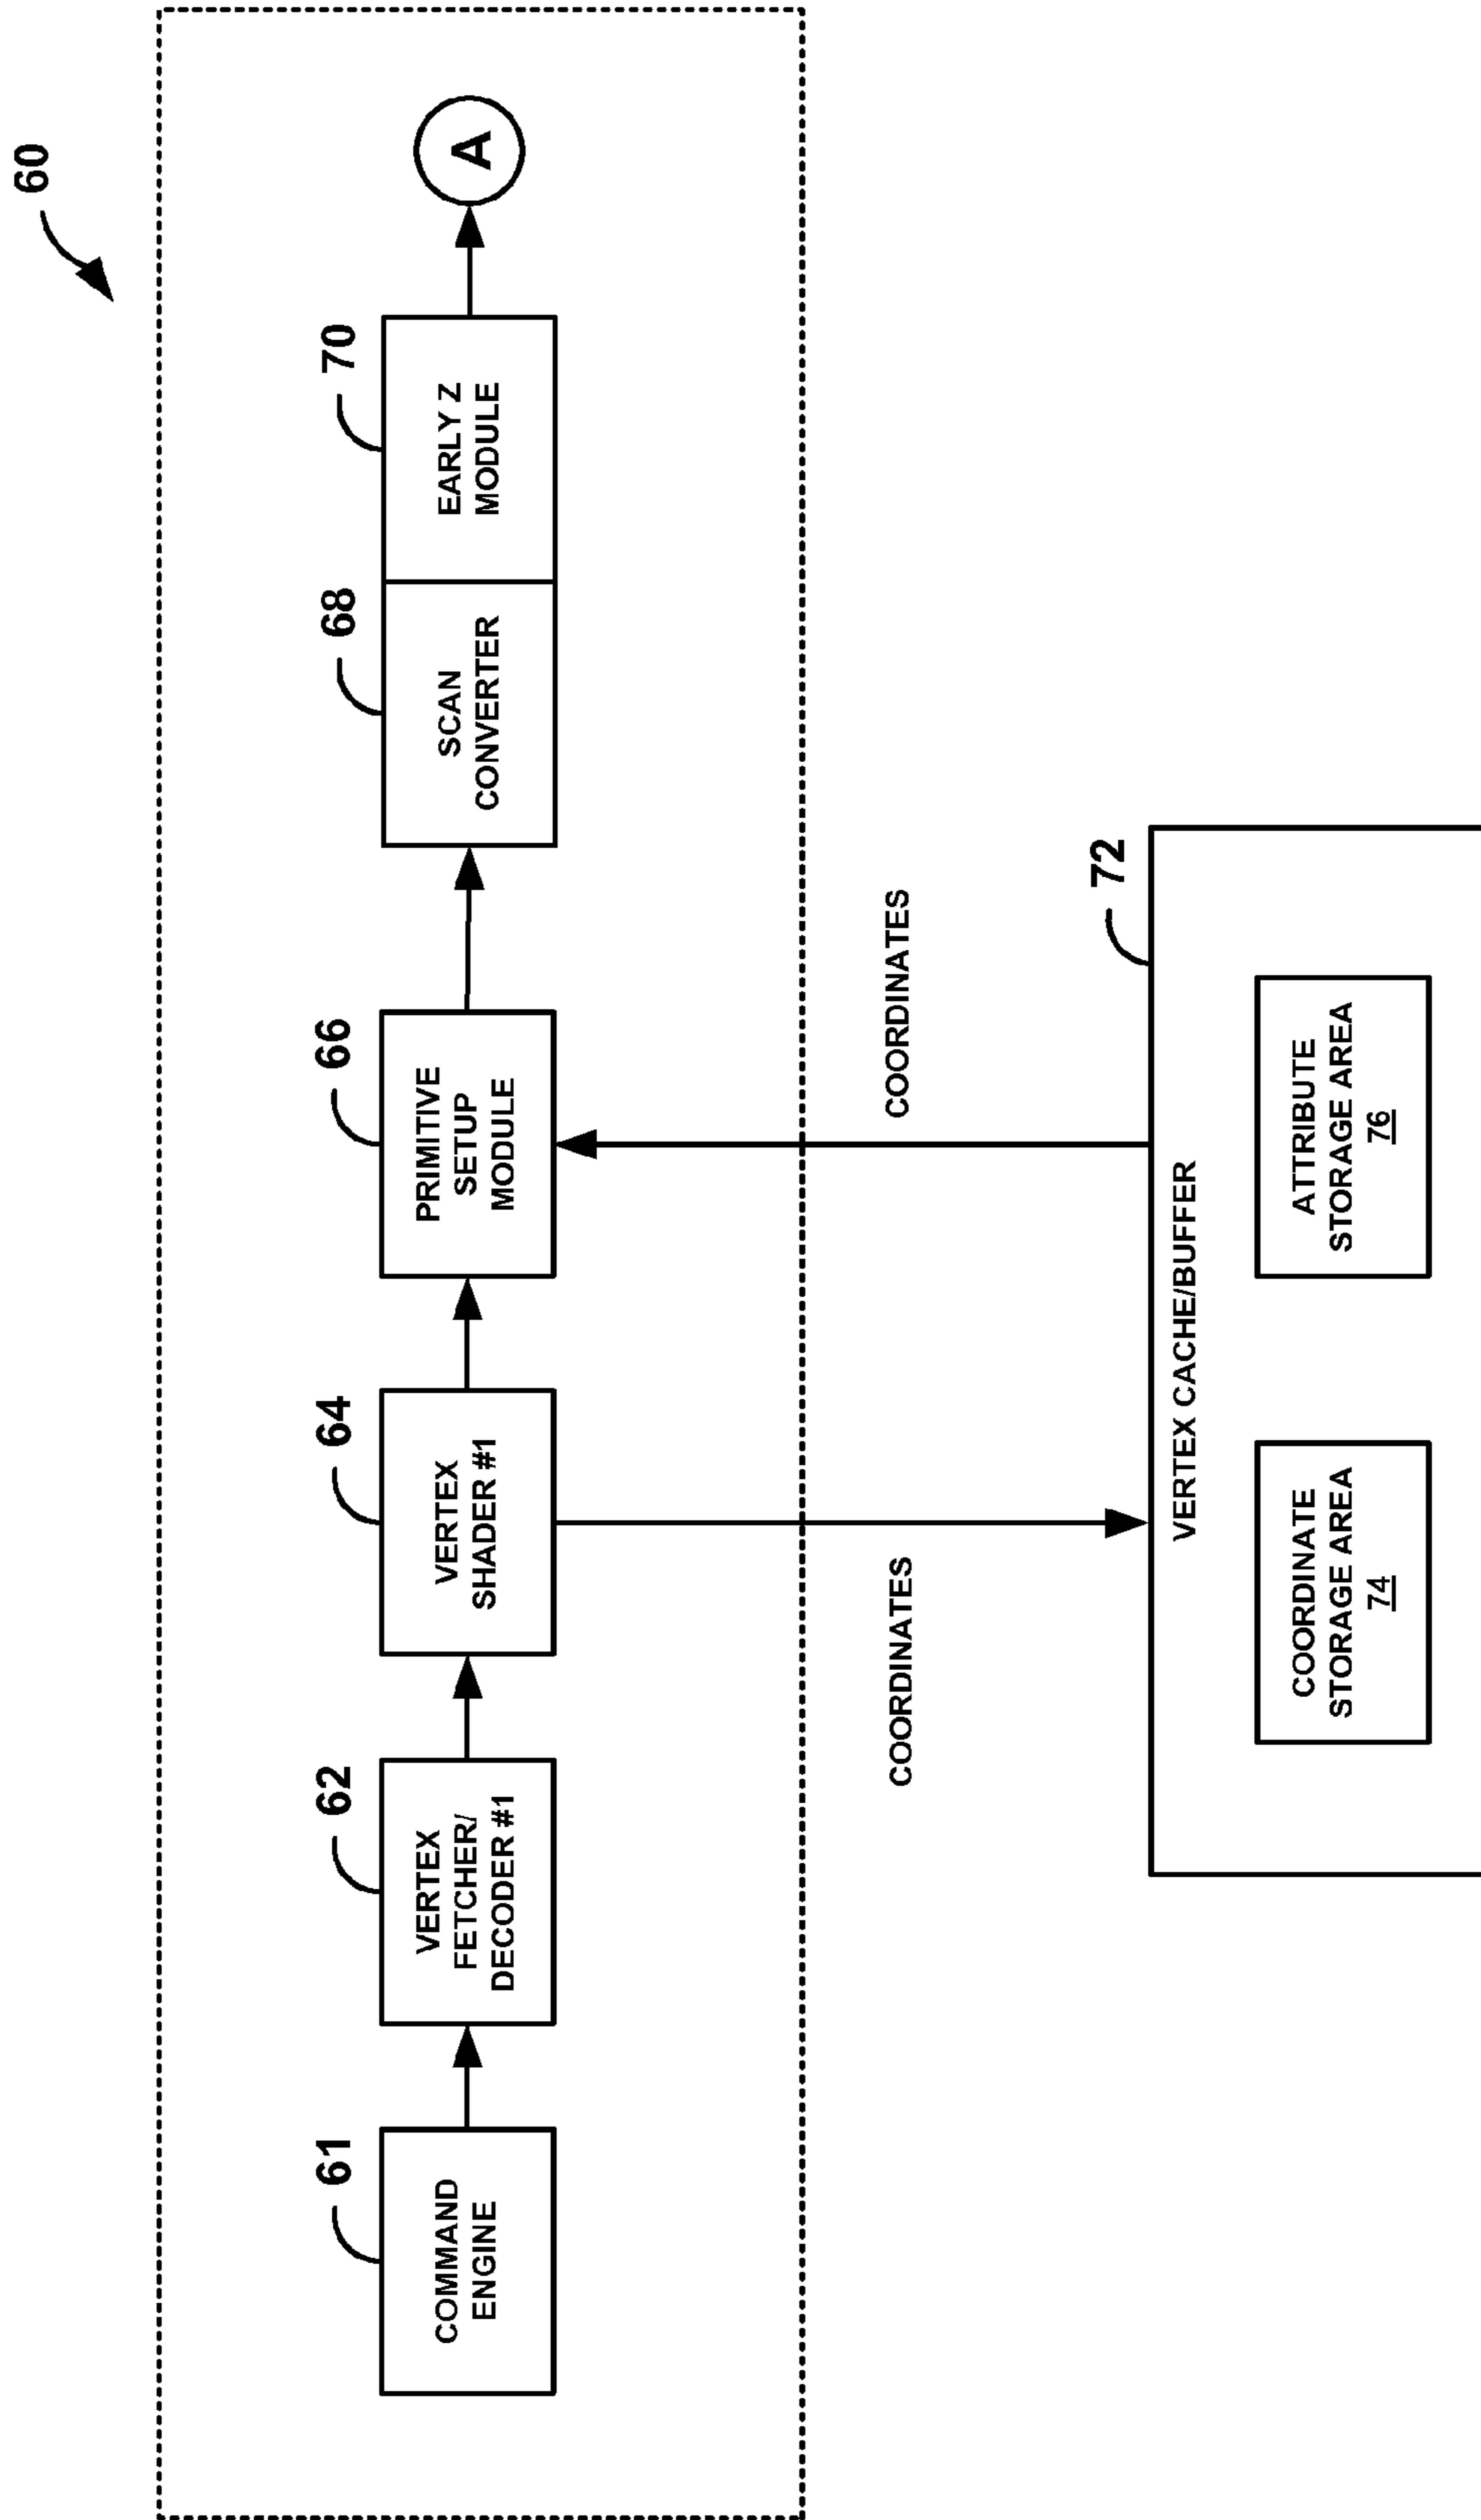 60
61
COMMAND
ENGINE
62
VERTEX
FETCHER/
DECODER #1
64
VERTEX
SHADER #1
66
PRIMITIVE
SETUP
MODULE
68
SCAN
CONVERTER
70
EARLY Z
MODULE
A
COORDINATES
COORDINATES
72
VERTEX CACHE/BUFFER
COORDINATE
STORAGE AREA
74
ATTRIBUTE
STORAGE AREA
76